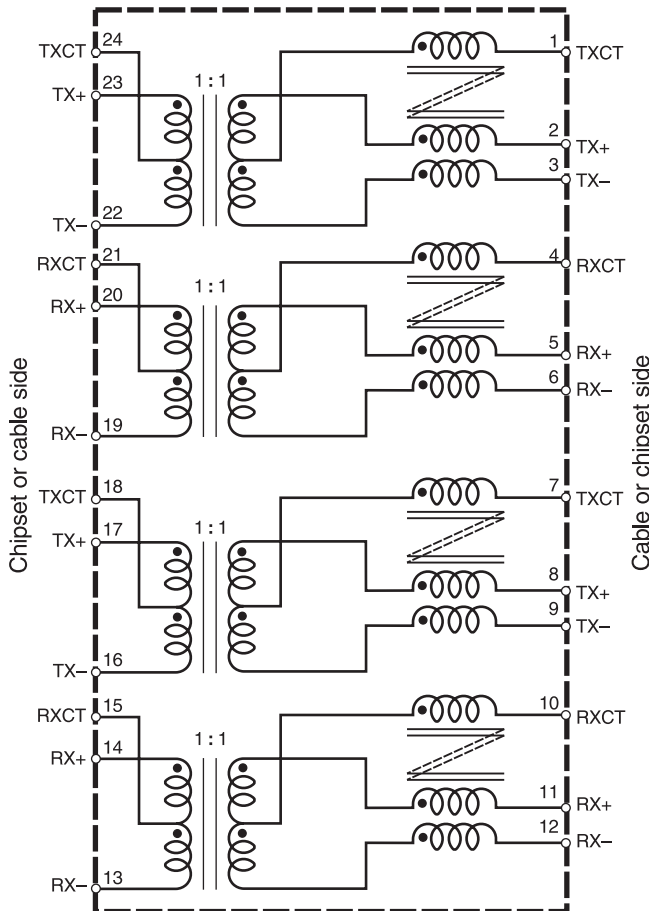 TXCT 24
1 TXCT
TX+ 23
1:1
2 TX+
3 TX–
TX– 22
RXCT 21
4 RXCT
RX+ 20
1:1
5 RX+
6 RX–
RX– 19
Chipset or cable side
Cable or chipset side
TXCT 18
7 TXCT
TX+ 17
1:1
8 TX+
9 TX–
TX– 16
RXCT 15
10 RXCT
RX+ 14
1:1
11 RX+
12 RX–
RX– 13